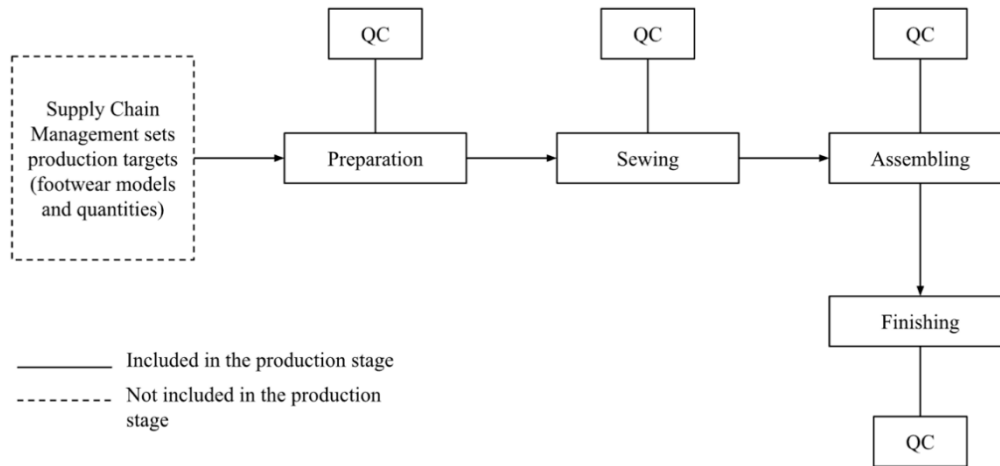 QC
QC
QC
Supply Chain
Management sets
production targets
(footwear models
and quantities)
Preparation
Sewing
Assembling
Finishing
Included in the production stage
Not included in the production
stage
QC